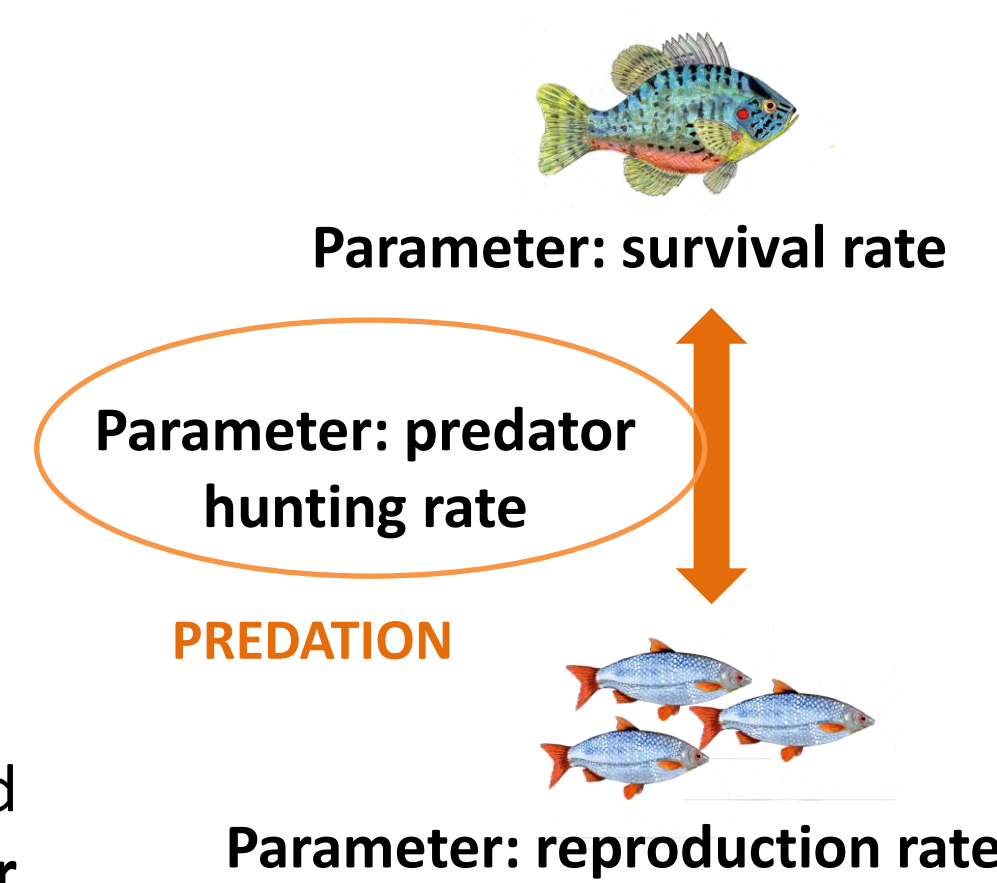 Parameter: survival rate
Parameter: predator
hunting rate
PREDATION
d
r
Parameter: reproduction rate